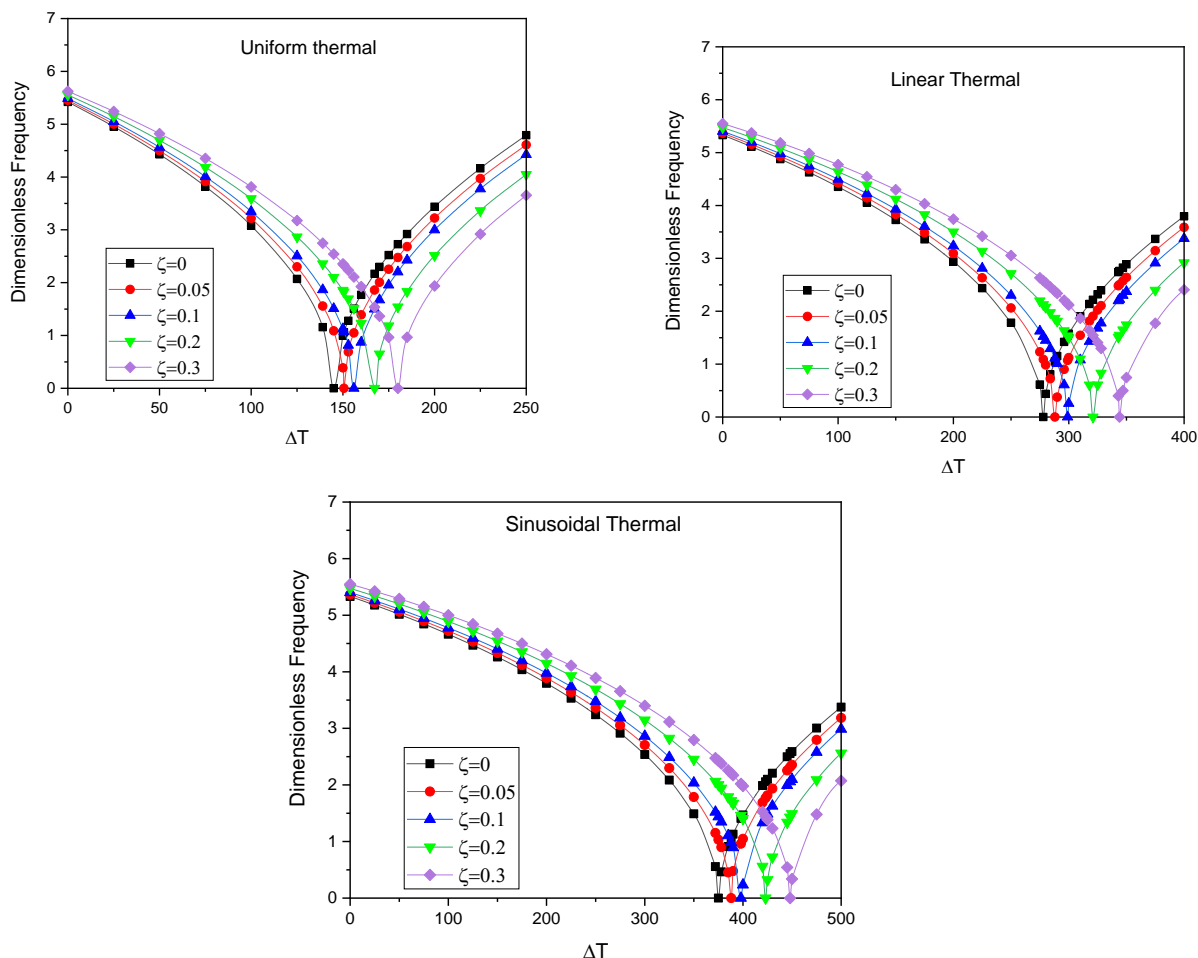 Uniform thermal
Dimensionless Frequency
7
6
5
4
3
2
1
0
ζ=0
ζ=0.05
ζ=0.1
ζ=0.2
ζ=0.3
0 50 100 150 200 250
ΔT
Linear Thermal
Dimensionless Frequency
7
6
5
4
3
2
1
0
ζ=0
ζ=0.05
ζ=0.1
ζ=0.2
ζ=0.3
0 100 200 300 400
ΔT
Sinusoidal Thermal
Dimensionless Frequency
7
6
5
4
3
2
1
0
ζ=0
ζ=0.05
ζ=0.1
ζ=0.2
ζ=0.3
0 100 200 300 400 500
ΔT